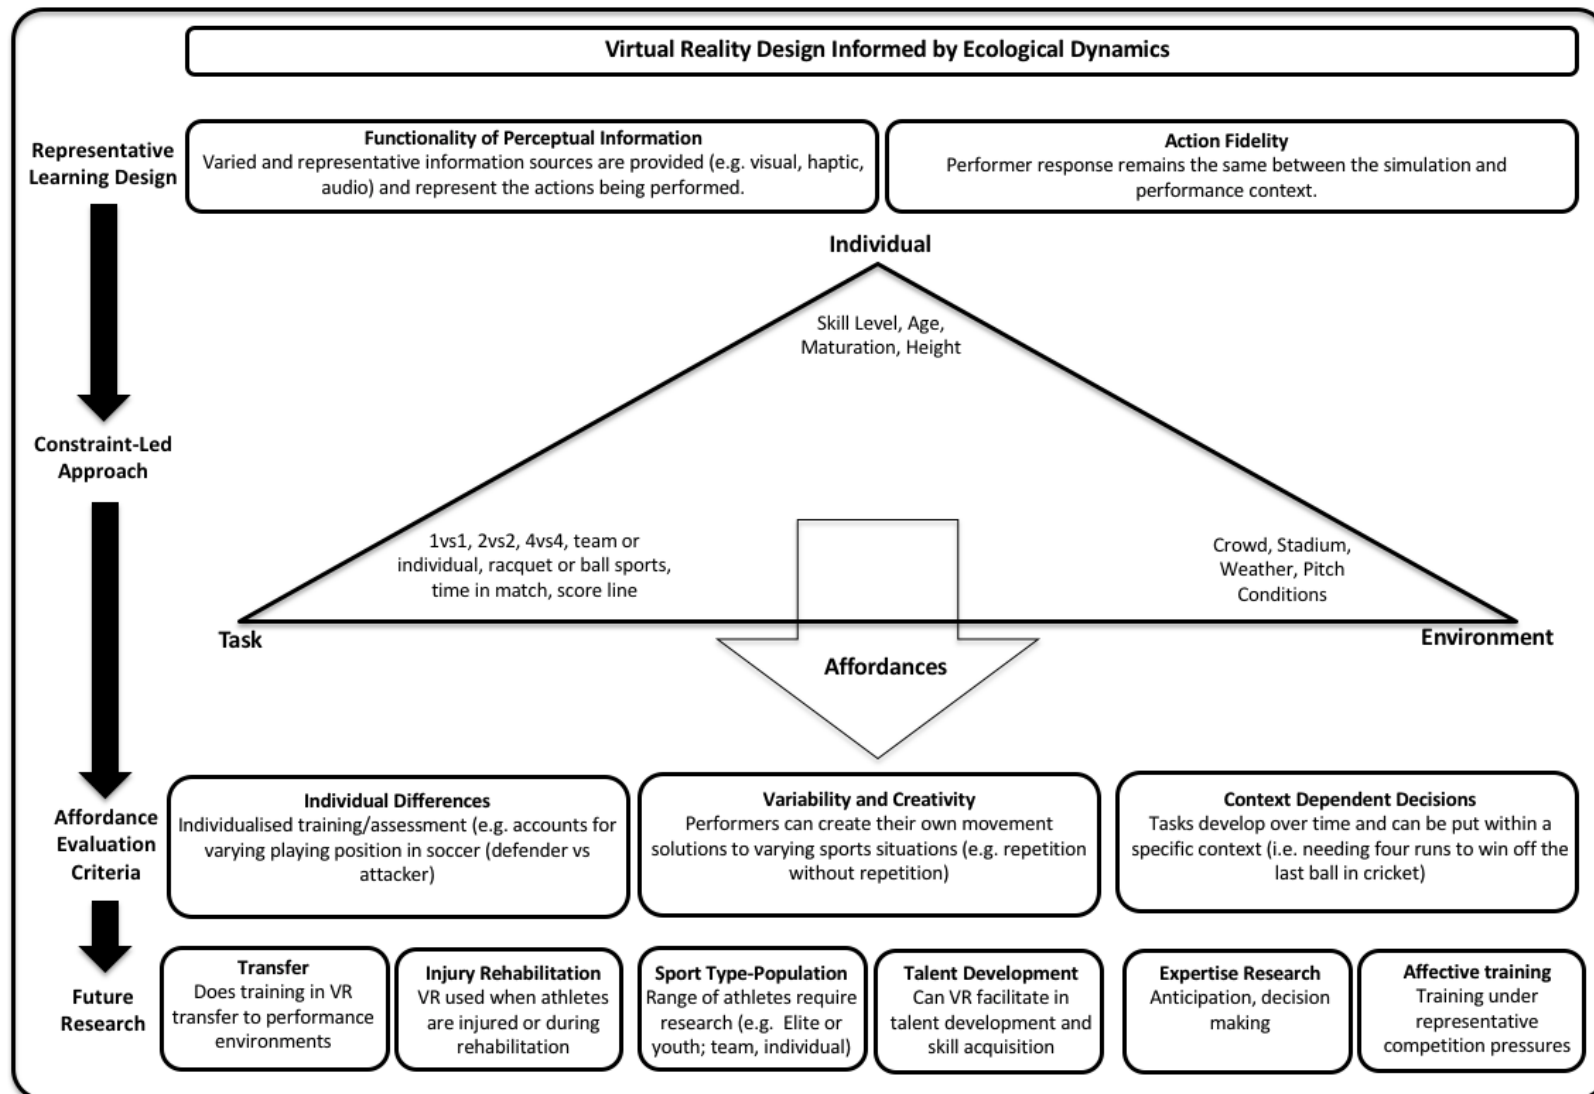 Virtual Reality Design Informed by Ecological Dynamics
Representative
Learning Design
Functionality of Perceptual Information
Varied and representative information sources are provided (e.g. visual, haptic,
audio) and represent the actions being performed.
Action Fidelity
Performer response remains the same between the simulation and
performance context.
Individual
Skill Level, Age,
Maturation, Height
Constraint-Led
Approach
1vs1, 2vs2, 4vs4, team or
individual, racquet or ball sports,
time in match, score line
Crowd, Stadium,
Weather, Pitch
Conditions
Task
Environment
Affordances
Affordance
Evaluation
Criteria
Individual Differences
Individualised training/assessment (e.g. accounts for
varying playing position in soccer (defender vs
attacker)
Variability and Creativity
Performers can create their own movement
solutions to varying sports situations (e.g. repetition
without repetition)
Context Dependent Decisions
Tasks develop over time and can be put within a
specific context (i.e. needing four runs to win off the
last ball in cricket)
Future
Research
Transfer
Does training in VR
transfer to performance
environments
Injury Rehabilitation
VR used when athletes
are injured or during
rehabilitation
Sport Type-Population
Range of athletes require
research (e.g. Elite or
youth; team, individual)
Talent Development
Can VR facilitate in
talent development and
skill acquisition
Expertise Research
Anticipation, decision
making
Affective training
Training under
representative
competition pressures